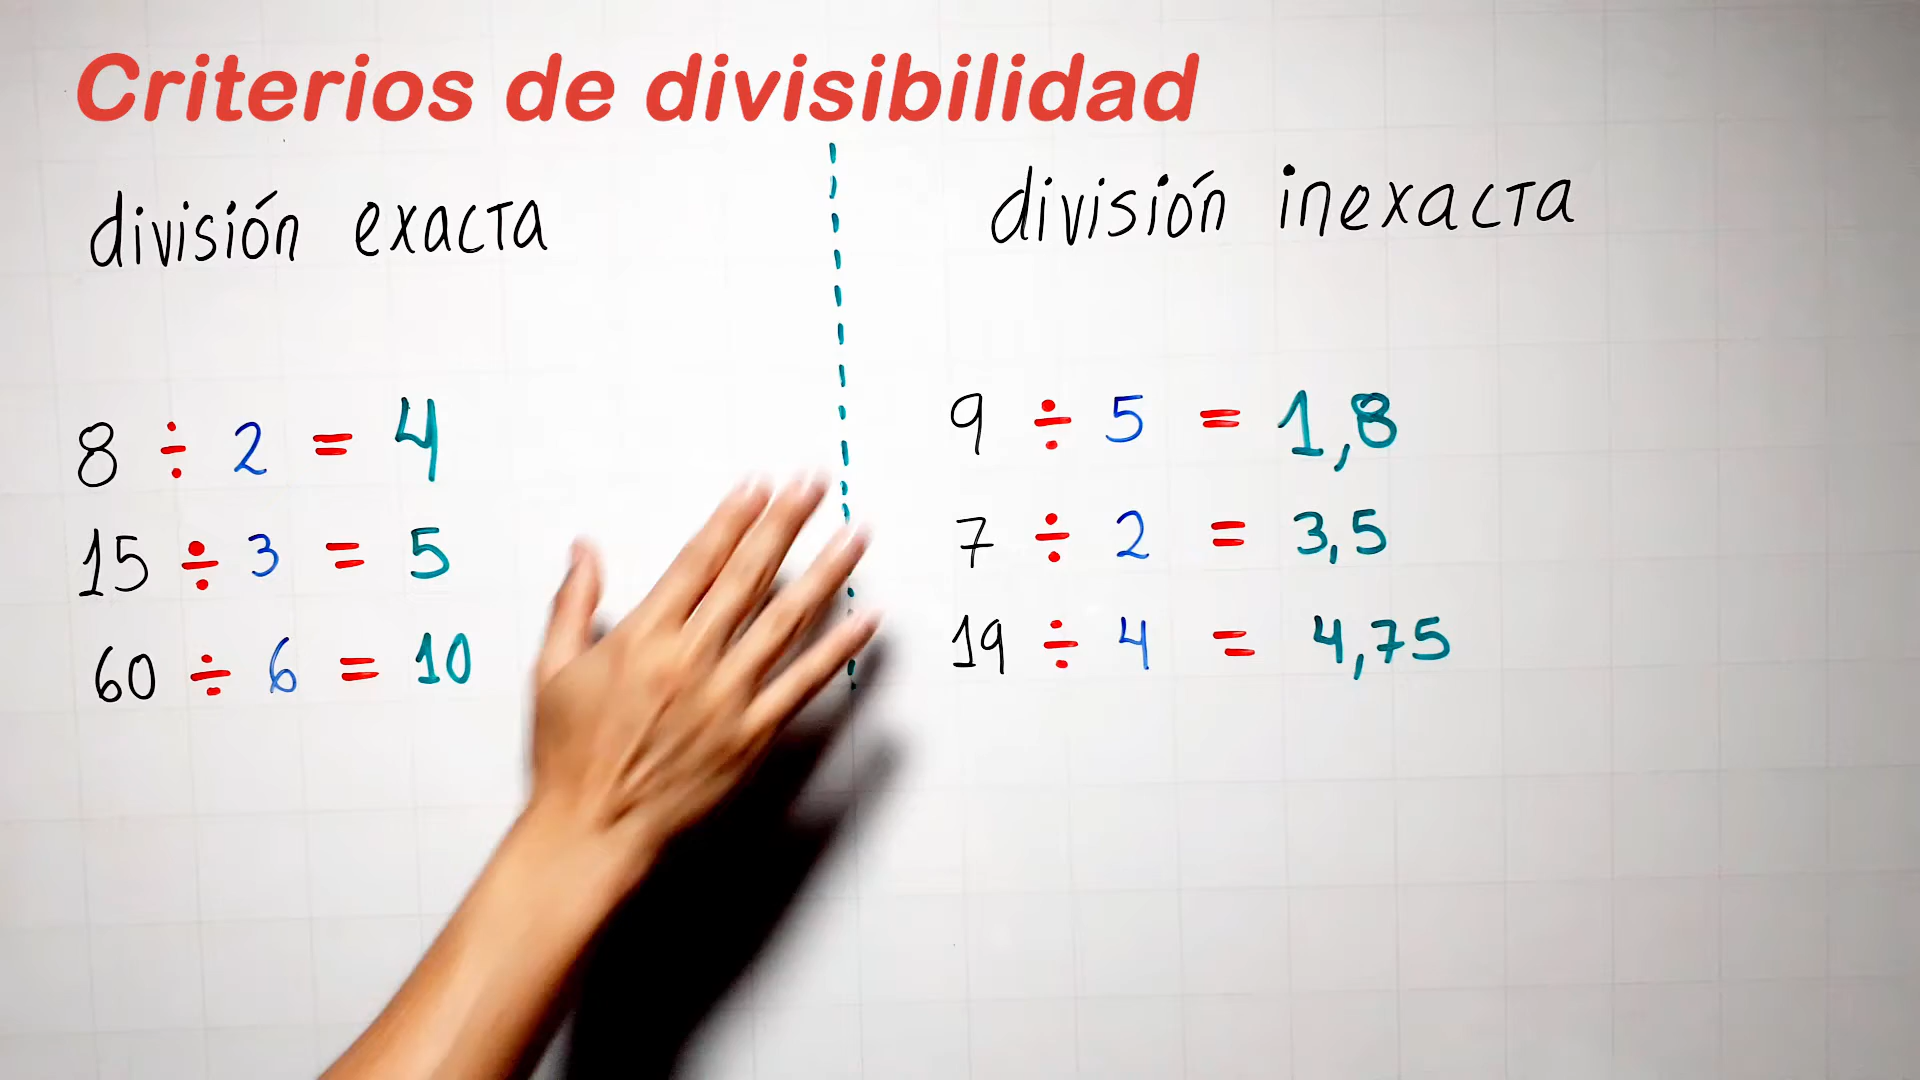 Criterios de divisibilidad
división exacta
8 ÷ 2 = 4
15 ÷ 3 = 5
60 ÷ 6 = 10
división inexacta
9 ÷ 5 = 1,8
7 ÷ 2 = 3,5
19 ÷ 4 = 4,75